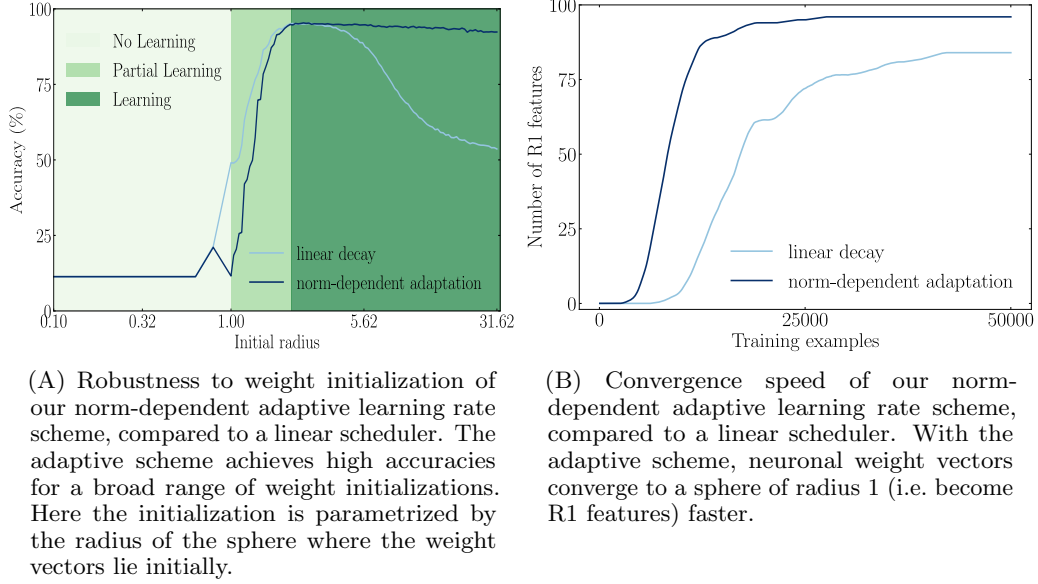 100
75
50
25
0
Accuracy (%)
No Learning
Partial Learning
Learning
linear decay
norm-dependent adaptation
0.10 0.32 1.00 5.62 31.62
Initial radius
100
75
50
25
0
Number of R1 features
linear decay
norm-dependent adaptation
0 25000 50000
Training examples
(A) Robustness to weight initialization of
our norm-dependent adaptive learning rate
scheme, compared to a linear scheduler. The
adaptive scheme achieves high accuracies
for a broad range of weight initializations.
Here the initialization is parametrized by
the radius of the sphere where the weight
vectors lie initially.
(B) Convergence speed of our norm-
dependent adaptive learning rate scheme,
compared to a linear scheduler. With the
adaptive scheme, neuronal weight vectors
converge to a sphere of radius 1 (i.e. become
R1 features) faster.